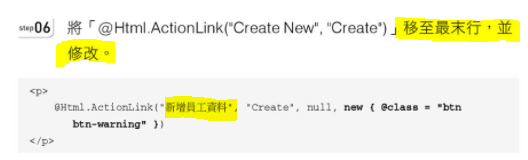 step06 將「@Html.ActionLink("Create New", "Create")」移至最末行，並
修改。
<p>
@Html.ActionLink("新增員工資料", "Create", null, new { @class = "btn
btn-warning" })
</p>